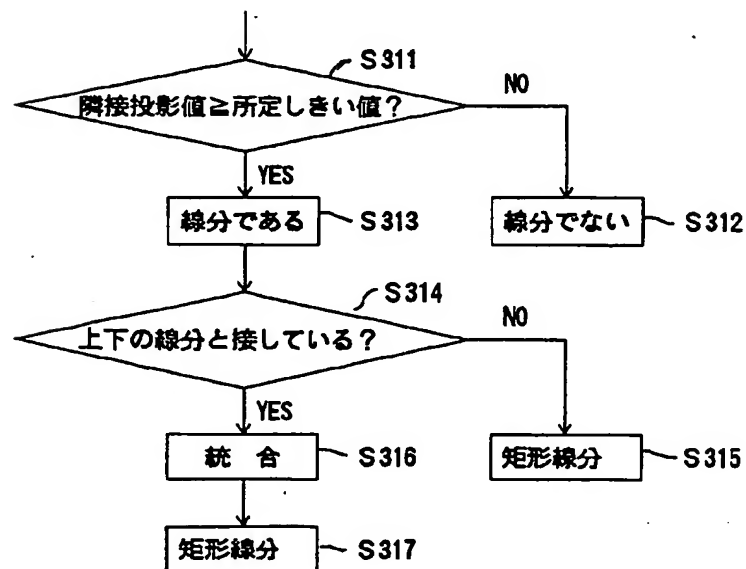 S311
隣接投影値≧所定しきい値？
NO
YES
線分である S313
線分でない S312
S314
上下の線分と接している？
NO
YES
統 合 S316
矩形線分 S315
矩形線分 S317